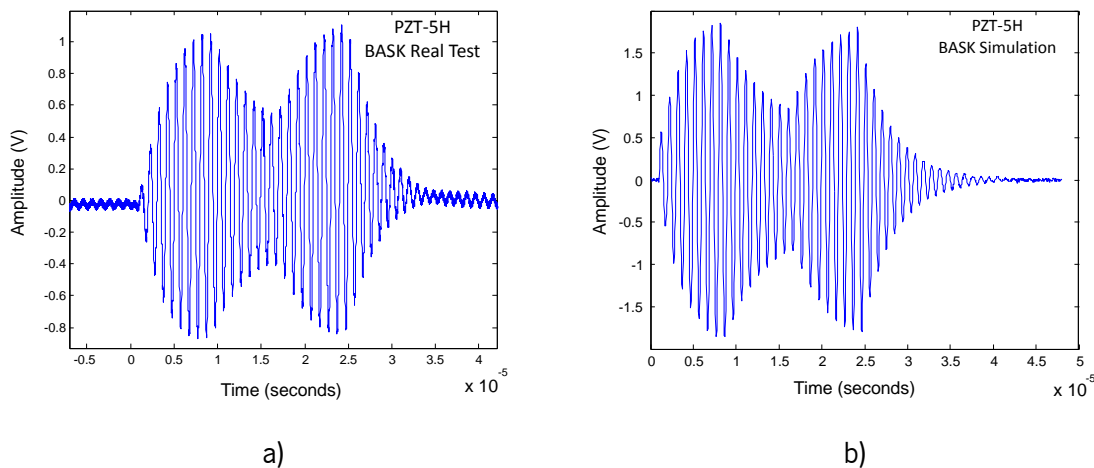 PZT-5H
BASK Real Test
1
0.8
0.6
0.4
0.2
0
-0.2
-0.4
-0.6
-0.8
Amplitude (V)
-0.5 0 0.5 1 1.5 2 2.5 3 3.5 4
x 10-5
Time (seconds)
a)
PZT-5H
BASK Simulation
1.5
1
0.5
0
-0.5
-1
-1.5
Amplitude (V)
0 0.5 1 1.5 2 2.5 3 3.5 4 4.5 5
x 10-5
Time (seconds)
b)